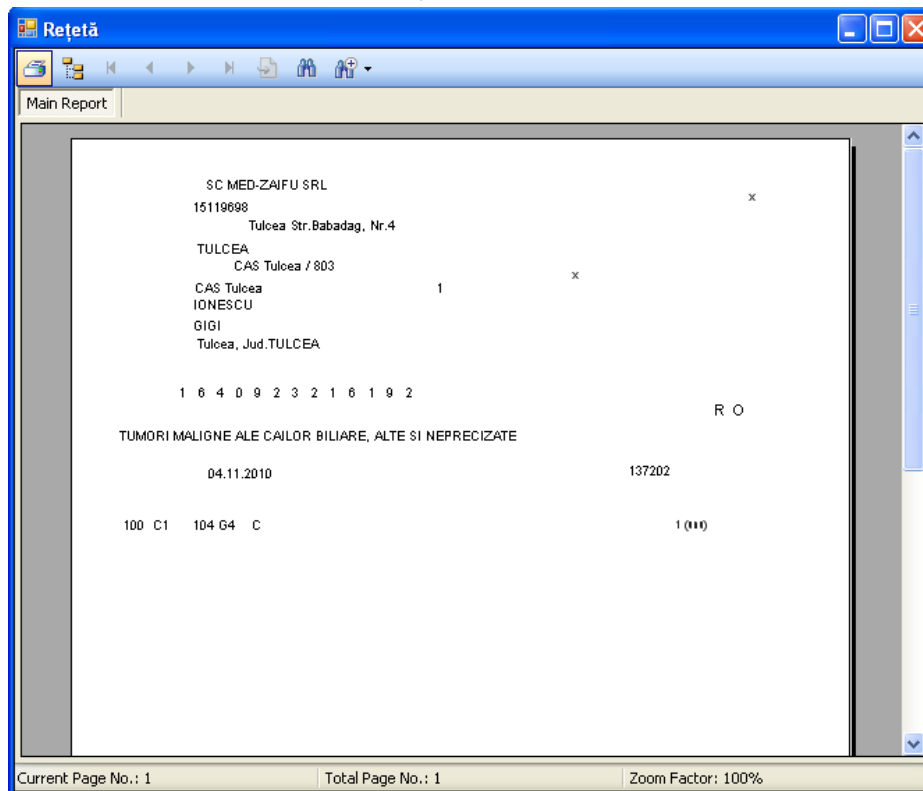 Rețetă
Main Report
SC MED-ZAIFU SRL
x
15119698
Tulcea Str.Babadag, Nr.4
TULCEA
CAS Tulcea / 803
x
CAS Tulcea 1
IONESCU
GIGI
Tulcea, Jud.TULCEA
1 6 4 0 9 2 3 2 1 6 1 9 2
R O
TUMORI MALIGNE ALE CAILOR BILIARE, ALTE SI NEPRECIZATE
04.11.2010 137202
100 C1 104 G4 C 1
Current Page No.: 1 Total Page No.: 1 Zoom Factor: 100%